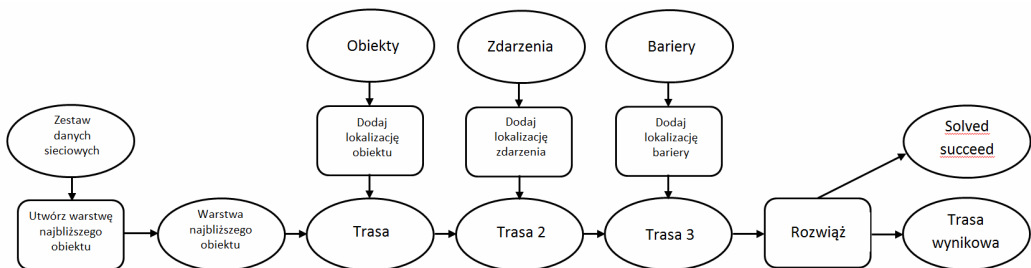 Obiekty
Zdarzenia
Bariery
Zestaw
danych
sieciowych
Dodaj
lokalizację
obiektu
Dodaj
lokalizację
zdarzenia
Dodaj
lokalizację
bariery
Solved
succeed
Utwórz warstwę
najbliższego
obiektu
Warstwa
najbliższego
obiektu
Trasa
Trasa 2
Trasa 3
Rozwiąż
Trasa
wynikowa